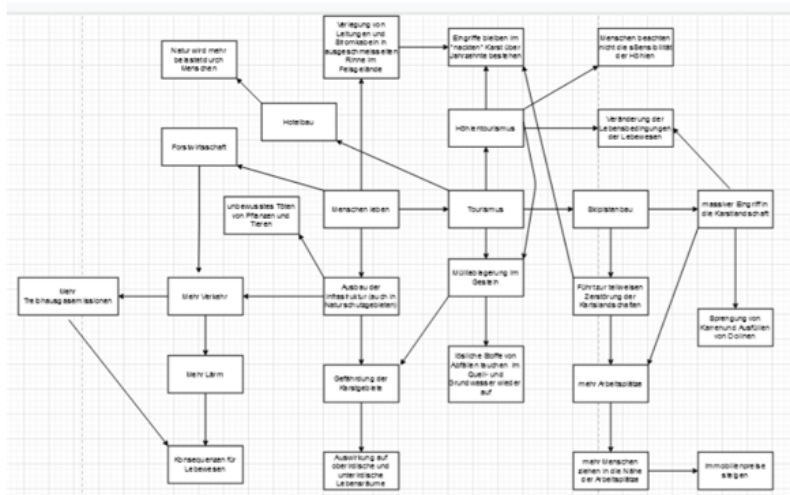 Verlegung von
Leitungen und
Stromkabeln in
ausgeschmeisselten
Rinne im
Felsgelände
Eingriffe bleiben im
"nackten" Karst über
Jahrzehnte bestehen
Menschen beachten
nicht die sBensibilität
der Höhlen
Natur wird mehr
belastet durch
Menschen
Hotelbau
Höhlentourismus
Veränderung der
Lebensbedingungen
der Lebewesen
Forstwirtschaft
unbewusstes Töten
von Pflanzen und
Tieren
Menschen leben
Tourismus
Skipistenbau
massiver Eingriff in
die Karstlandschaft
Mehr
Treibhausgasemissionen
Mehr Verkehr
Ausbau der
Infrastruktur (auch in
Naturschutzgebieten)
Müllablagerung im
Gestein
Führt zur teilweisen
Zerstörung der
Sprengung von
Karren und Ausfüllen
von Dolinen
Mehr Lärm
Gefährdung der
Karstgebiete
lösliche Stoffe von
Abfällen tauchen im
Quell- und
Grundwasser wieder
auf
mehr Arbeitsplätze
Konsequenzen für
Lebewesen
Auswirkung auf
oberirdische und
unterirdische
Lebensräume
mehr Menschen
ziehen in die Nähe
der Arbeitsplätze
Immobilienpreise
steigen